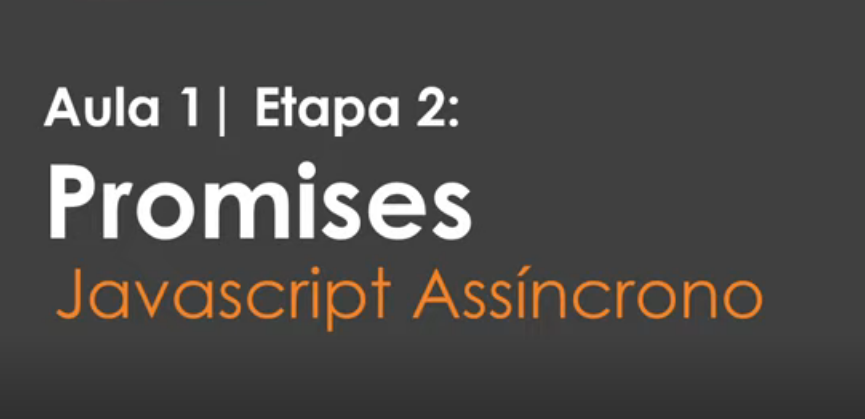 Aula 1| Etapa 2:
Promises
Javascript Assíncrono